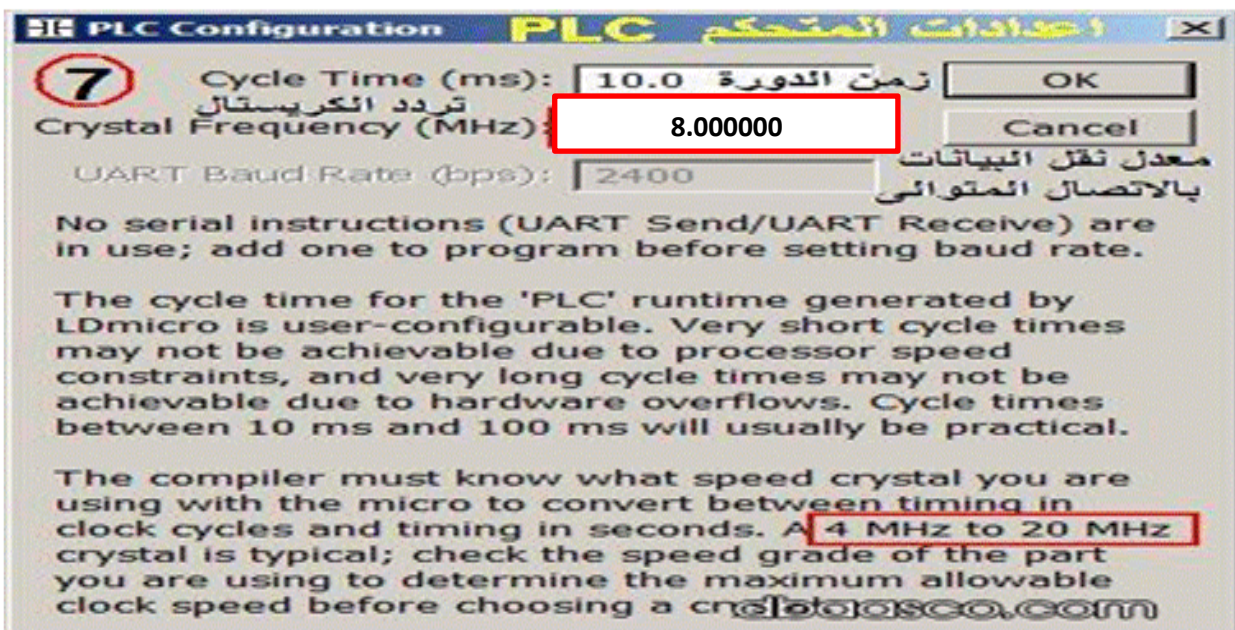 PLC Configuration PLC اعدادات المتحكم
7 Cycle Time (ms): 10.0 زمن الدورة OK
تردد الكريستال
Crystal Frequency (MHz): 8.000000 Cancel
معدل نقل البيانات
UART Baud Rate (bps): 2400
بالاتصال المتوالى
No serial instructions (UART Send/UART Receive) are
in use; add one to program before setting baud rate.
The cycle time for the 'PLC' runtime generated by
LDmicro is user-configurable. Very short cycle times
may not be achievable due to processor speed
constraints, and very long cycle times may not be
achievable due to hardware overflows. Cycle times
between 10 ms and 100 ms will usually be practical.
The compiler must know what speed crystal you are
using with the micro to convert between timing in
clock cycles and timing in seconds. A 4 MHz to 20 MHz
crystal is typical; check the speed grade of the part
you are using to determine the maximum allowable
clock speed before choosing a